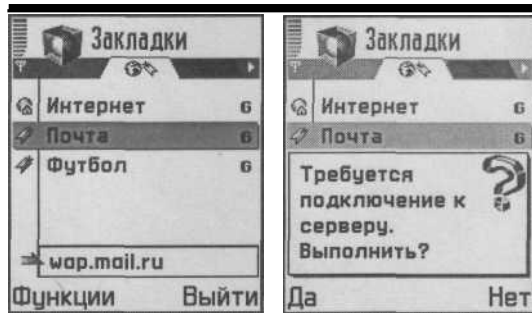 Закладки
Интернет 6
Почта 6
Футбол 6
wap.mail.ru
Функции Выйти
Закладки
Интернет 6
Почта 6
Требуется
подключение к
серверу.
Выполнить?
Да Нет